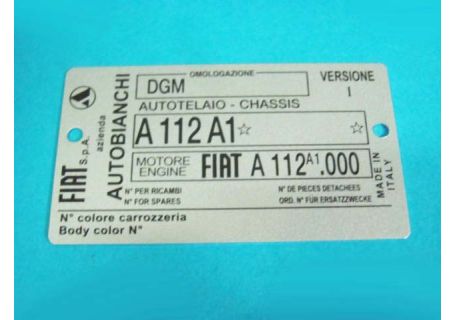 FIAT S.p.A.
azienda
AUTOBIANCHI
OMOLOGAZIONE
DGM
VERSIONE
I
AUTOTELAIO - CHASSIS
A 112 A1☆ ☆
MOTORE
ENGINE
FIAT A 112A1.000
N° PER RICAMBI
N° FOR SPARES
N° DE PIECES DETACHEES
ORD. N° FÜR ERSATZZWECKE
MADE IN
ITALY
N° colore carrozzeria
Body color N°